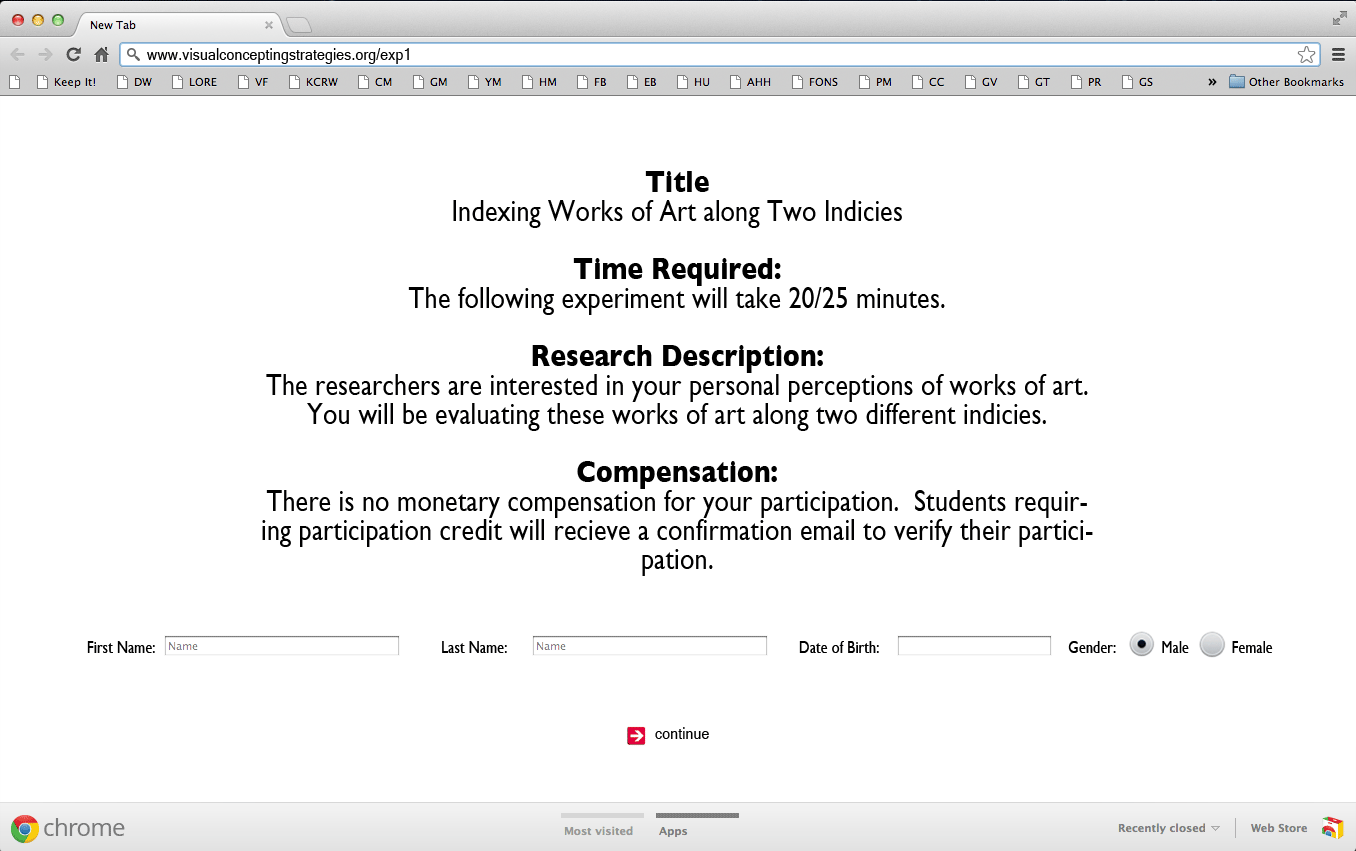 New Tab
www.visualconceptingstrategies.org/exp1
Keep It! DW LORE VF KCRW CM GM YM HM FB EB HU AHH FONS PM CC GV GT PR GS » Other Bookmarks
Title
Indexing Works of Art along Two Indicies
Time Required:
The following experiment will take 20/25 minutes.
Research Description:
The researchers are interested in your personal perceptions of works of art.
You will be evaluating these works of art along two different indicies.
Compensation:
There is no monetary compensation for your participation.  Students requir-
ing participation credit will recieve a confirmation email to verify their partici-
pation.
First Name: Name Last Name: Name Date of Birth: Gender: Male Female
continue
chrome Most visited Apps Recently closed Web Store